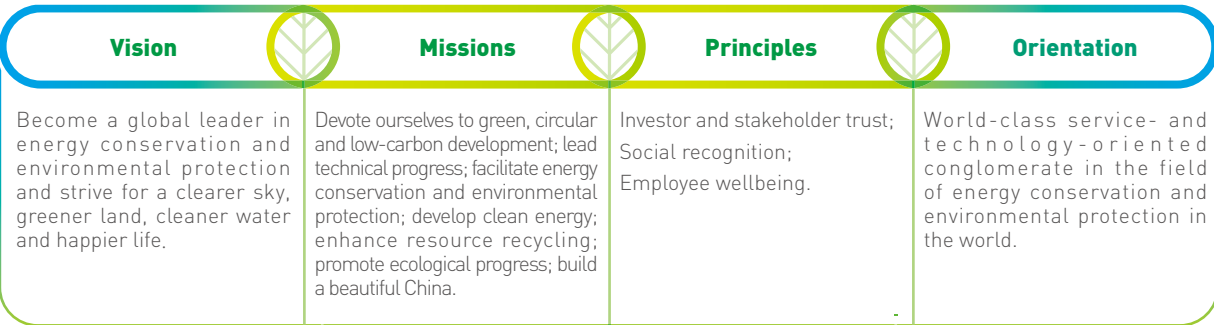 Vision
Missions
Principles
Orientation
Become a global leader in
energy conservation and
environmental protection
and strive for a clearer sky,
greener land, cleaner water
and happier life.
Devote ourselves to green, circular
and low-carbon development; lead
technical progress; facilitate energy
conservation and environmental
protection; develop clean energy;
enhance resource recycling;
promote ecological progress; build
a beautiful China.
Investor and stakeholder trust;
Social recognition;
Employee wellbeing.
World-class service- and
technology-oriented
conglomerate in the field
of energy conservation and
environmental protection in
the world.